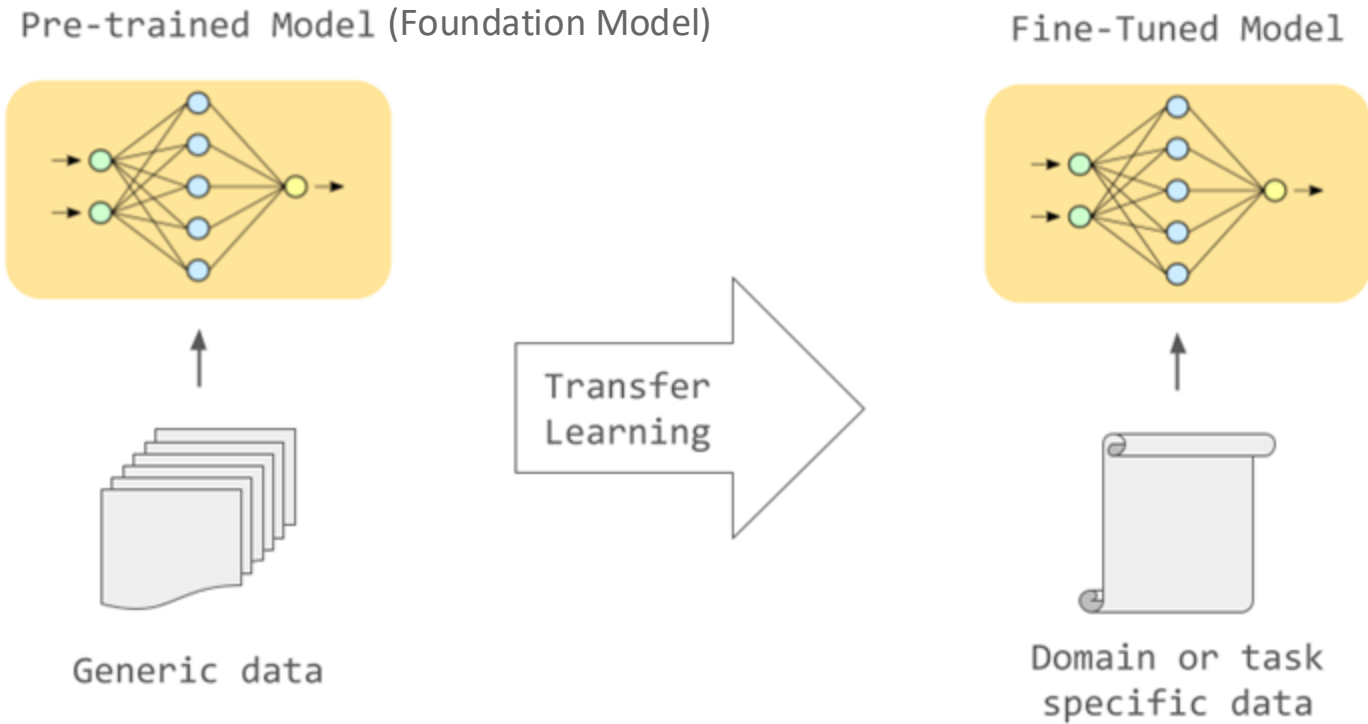 Pre-trained Model (Foundation Model)
Fine-Tuned Model
Transfer
Learning
Generic data
Domain or task
specific data